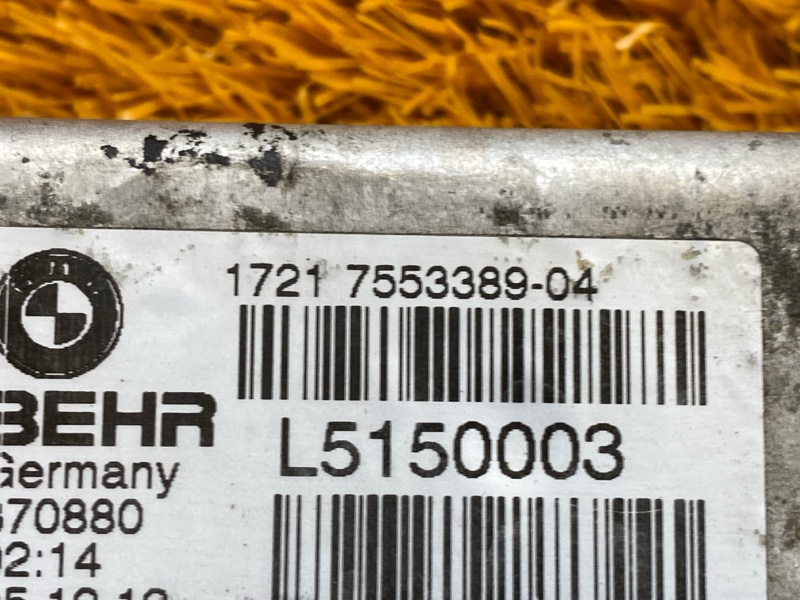 1721 7553389-04
BEHR
L5150003
Germany
70880
2:14